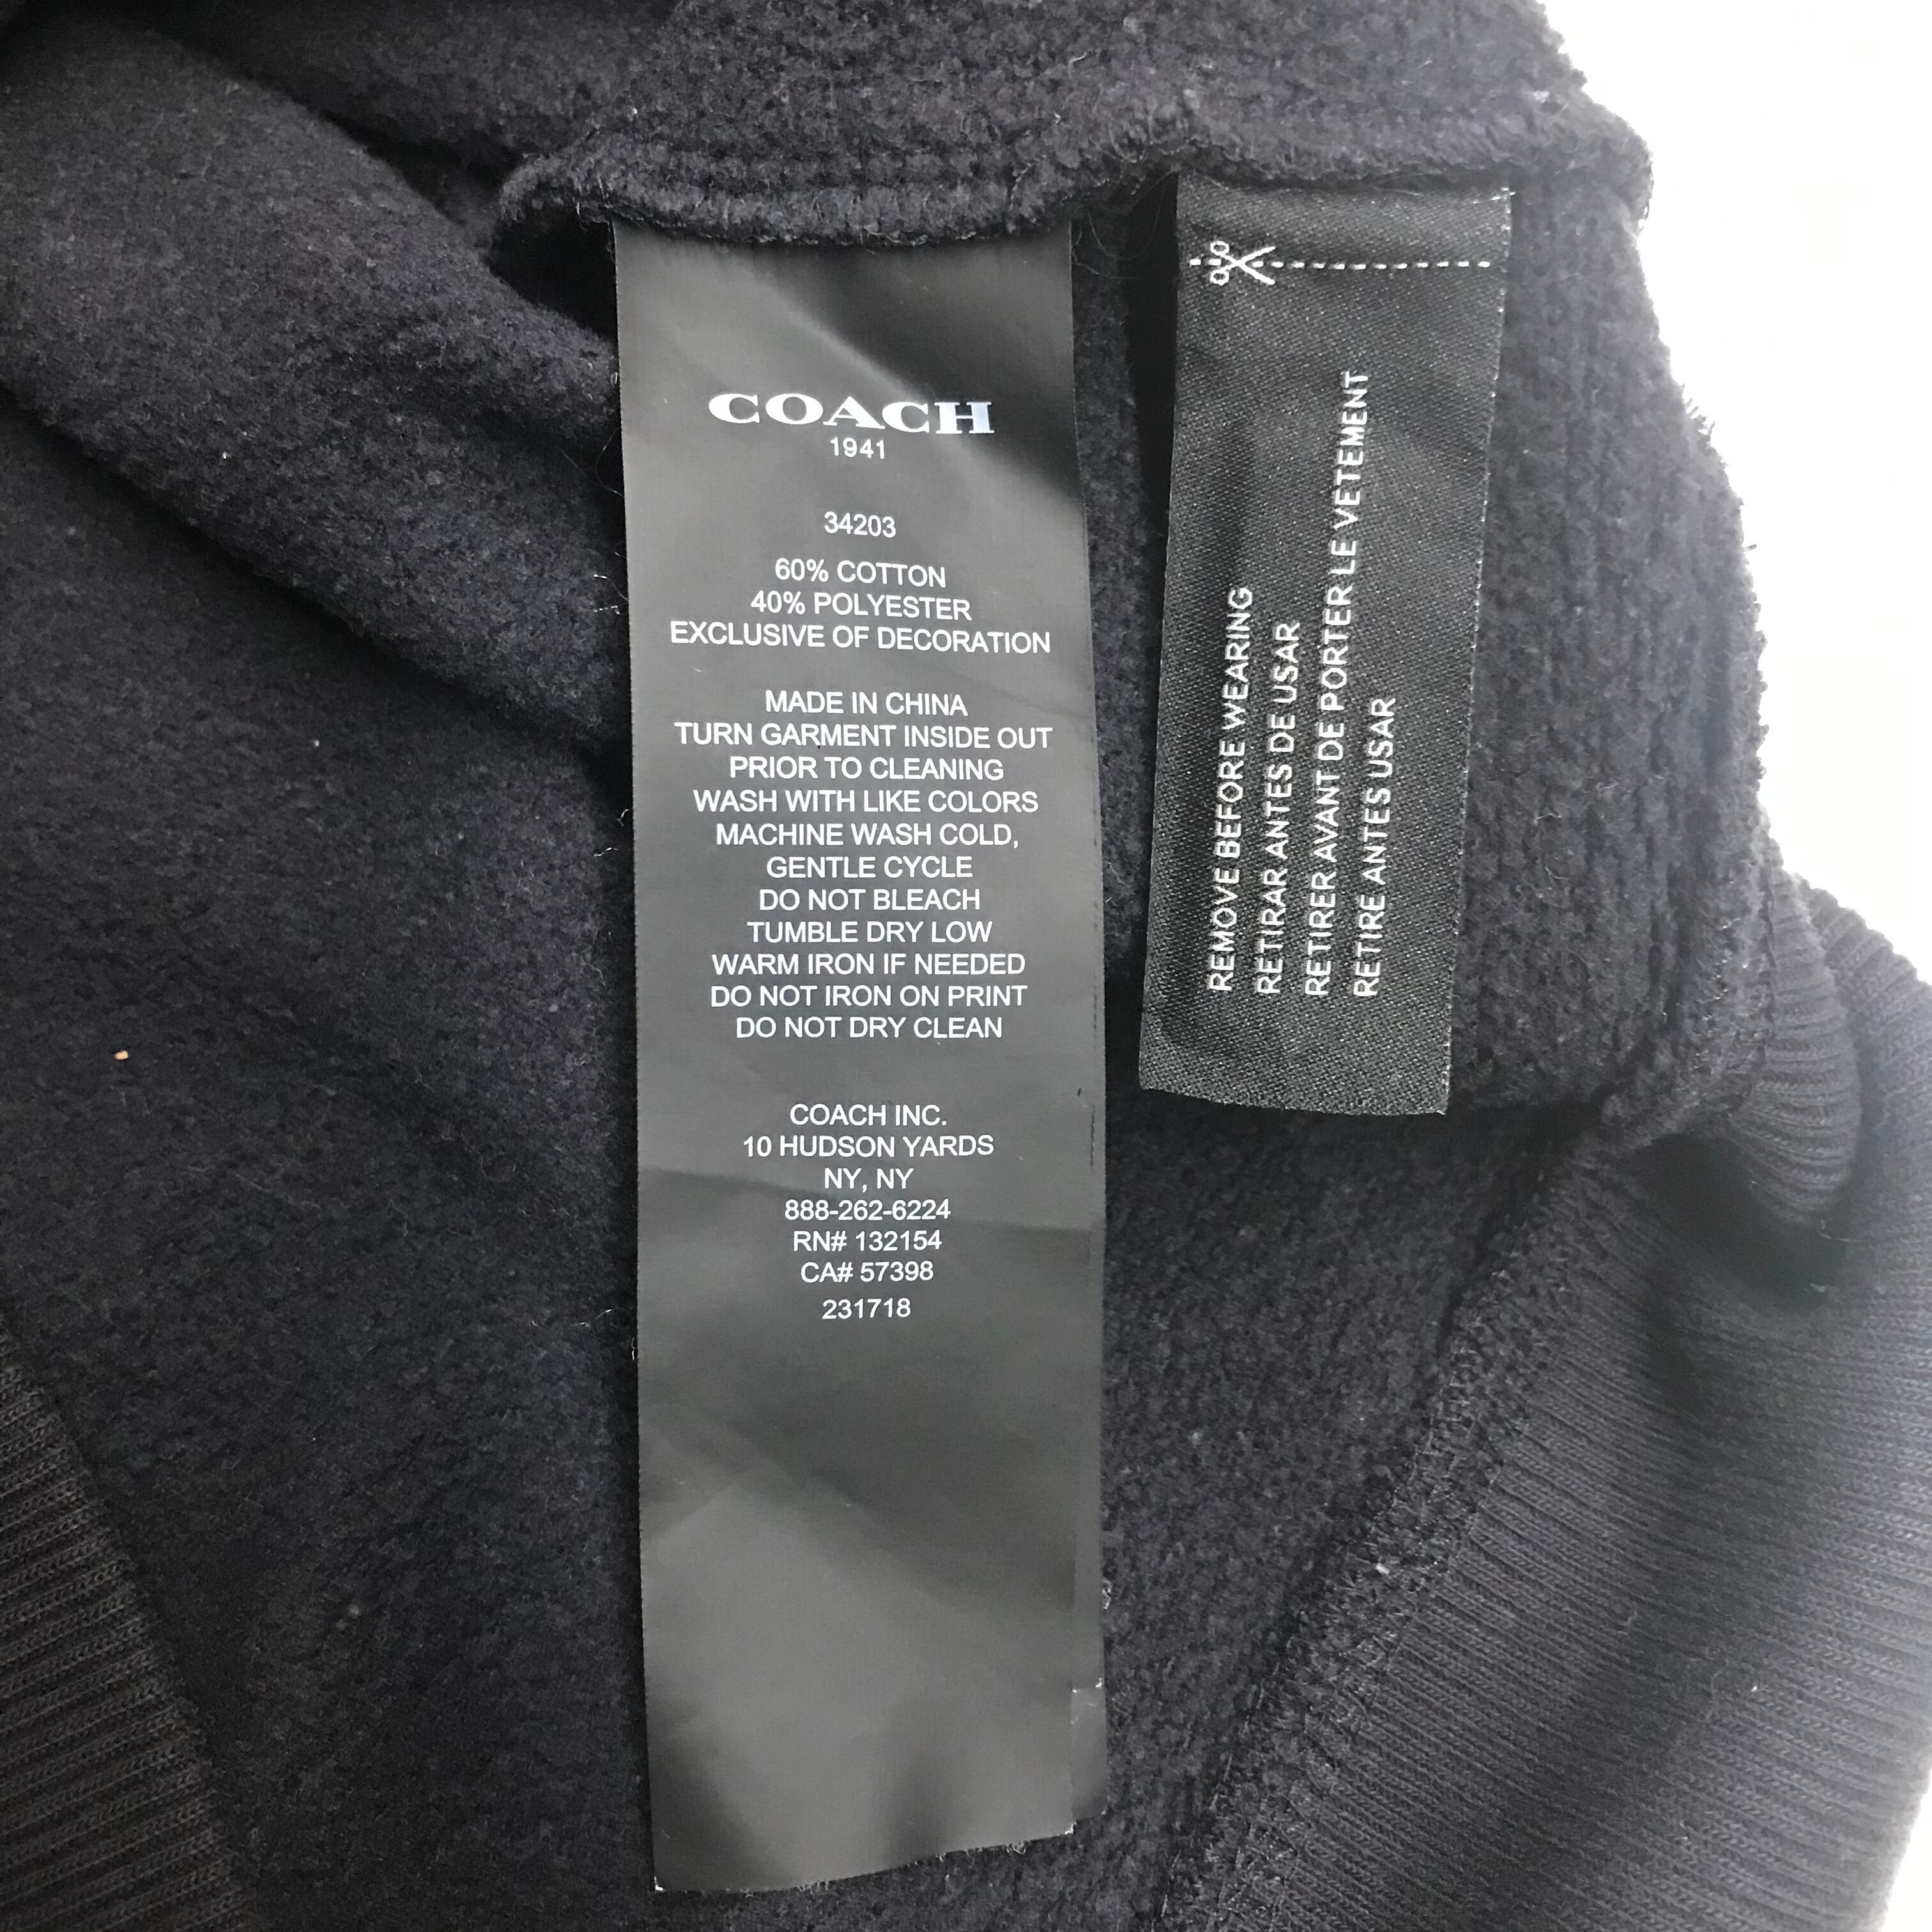 COACH
1941
34203
60% COTTON
40% POLYESTER
EXCLUSIVE OF DECORATION
MADE IN CHINA
TURN GARMENT INSIDE OUT
PRIOR TO CLEANING
WASH WITH LIKE COLORS
MACHINE WASH COLD,
GENTLE CYCLE
DO NOT BLEACH
TUMBLE DRY LOW
WARM IRON IF NEEDED
DO NOT IRON ON PRINT
DO NOT DRY CLEAN
COACH INC.
10 HUDSON YARDS
NY, NY
888-262-6224
RN# 132154
CA# 57398
231718
REMOVE BEFORE WEARING
RETIRAR ANTES DE USAR
RETIRER AVANT DE PORTER LE VETEMENT
RETIRE ANTES USAR